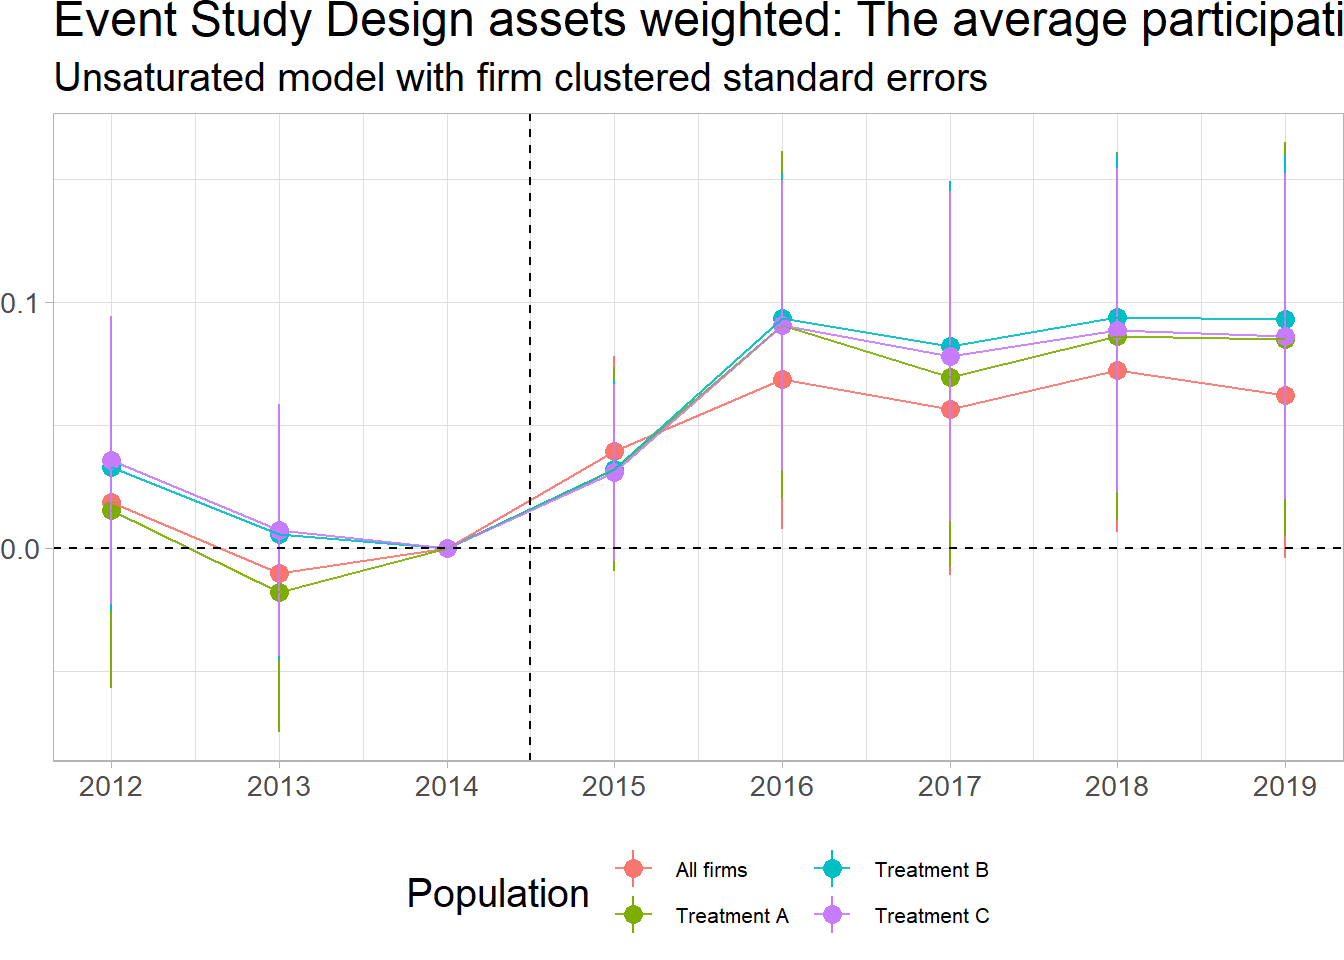 Event Study Design assets weighted: The average participati
Unsaturated model with firm clustered standard errors
0.1
0.0
2012 2013 2014 2015 2016 2017 2018 2019
Population
All firms
Treatment A
Treatment B
Treatment C